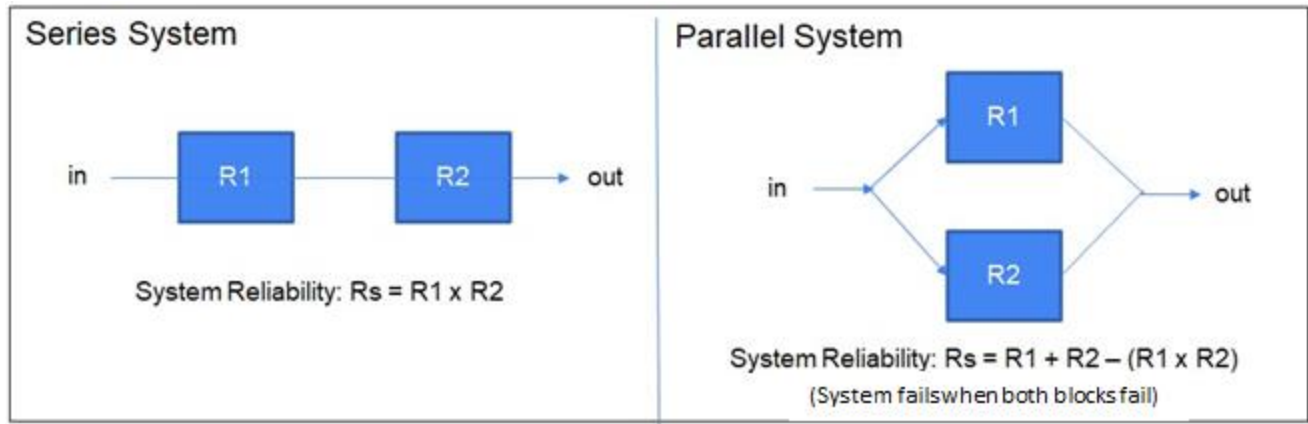 Series System
in
R1
R2
out
System Reliability: Rs = R1 x R2
Parallel System
R1
in
out
R2
System Reliability: Rs = R1 + R2 – (R1 x R2)
(System failswhen both blocks fail)